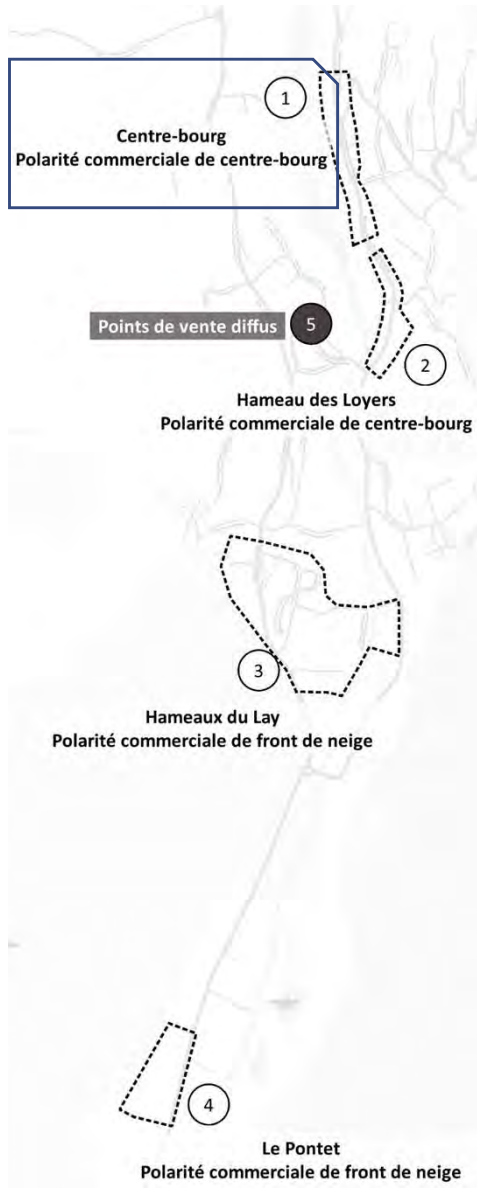 1
Centre-bourg
Polarité commerciale de centre-bourg
Points de vente diffus 5
2
Hameau des Loyers
Polarité commerciale de centre-bourg
3
Hameaux du Lay
Polarité commerciale de front de neige
4
Le Pontet
Polarité commerciale de front de neige